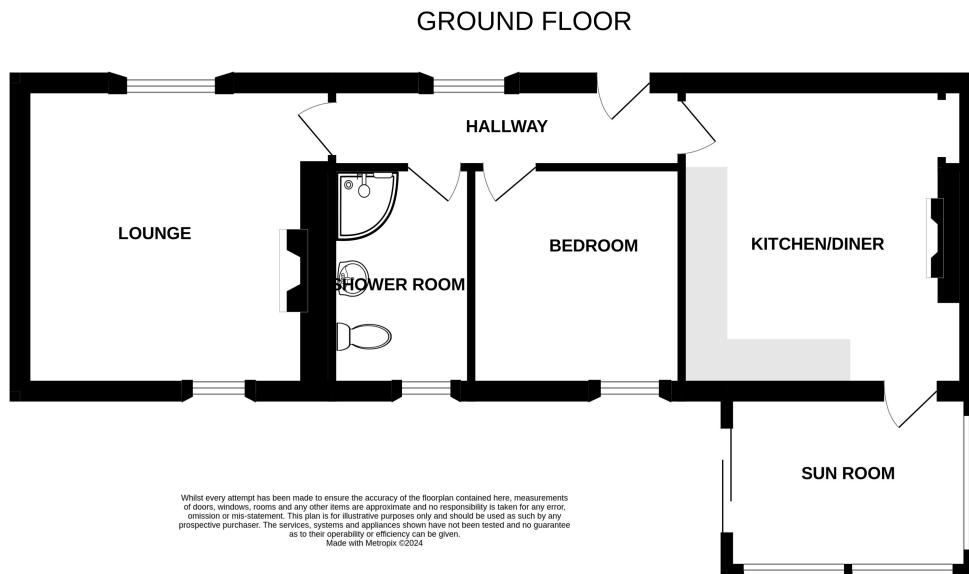 GROUND FLOOR
HALLWAY
LOUNGE
BEDROOM
KITCHEN/DINER
SHOWER ROOM
SUN ROOM
Whilst every attempt has been made to ensure the accuracy of the floorplan contained here, measurements
of doors, windows, rooms and any other items are approximate and no responsibility is taken for any error,
omission or mis-statement. This plan is for illustrative purposes only and should be used as such by any
prospective purchaser. The services, systems and appliances shown have not been tested and no guarantee
as to their operability or efficiency can be given.
Made with Metropix ©2024